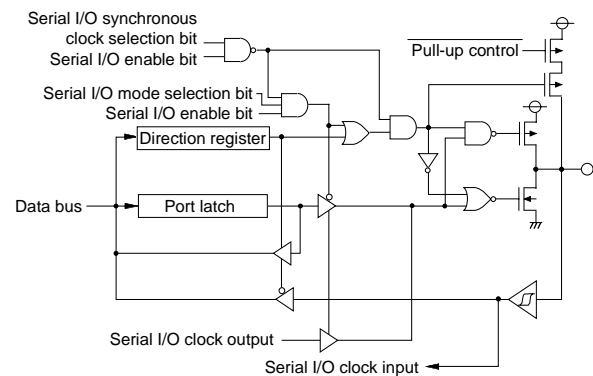 Serial I/O synchronous
clock selection bit
Serial I/O enable bit
Pull-up control
Serial I/O mode selection bit
Serial I/O enable bit
Direction register
Data bus
Port latch
Serial I/O clock output
Serial I/O clock input